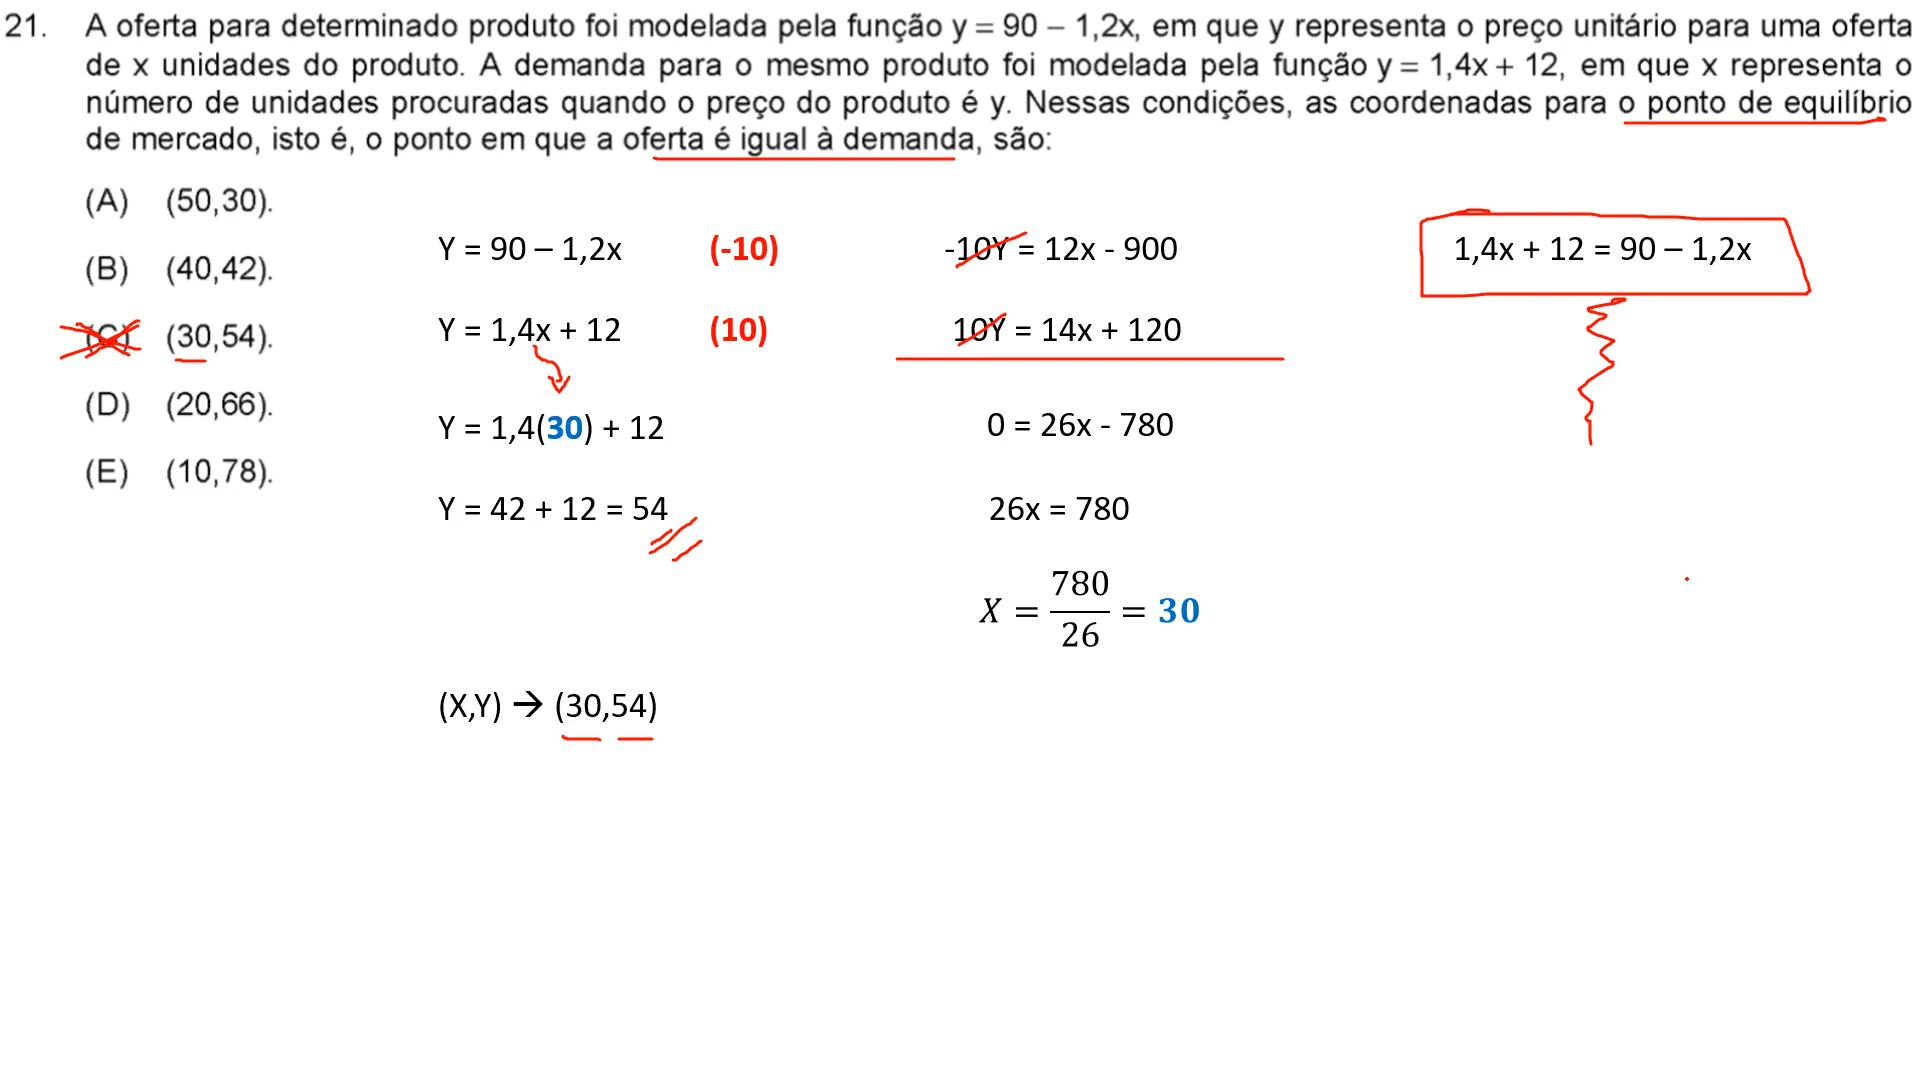 21. A oferta para determinado produto foi modelada pela função y = 90 – 1,2x, em que y representa o preço unitário para uma oferta
de x unidades do produto. A demanda para o mesmo produto foi modelada pela função y = 1,4x + 12, em que x representa o
número de unidades procuradas quando o preço do produto é y. Nessas condições, as coordenadas para o ponto de equilíbrio
de mercado, isto é, o ponto em que a oferta é igual à demanda, são:
(A) (50,30).
(B) (40,42).
(C) (30,54).
(D) (20,66).
(E) (10,78).
Y = 90 – 1,2x (-10)
Y = 1,4x + 12 (10)
Y = 1,4(30) + 12
Y = 42 + 12 = 54
(X,Y) → (30,54)
-10Y = 12x - 900
10Y = 14x + 120
0 = 26x - 780
26x = 780
X = 780/26 = 30
1,4x + 12 = 90 – 1,2x